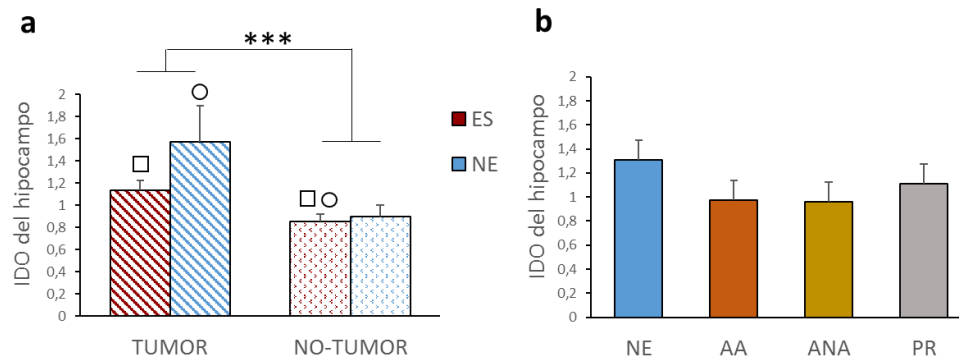 a
***
IDO del hipocampo
2
1,8
1,6
1,4
1,2
1
0,8
0,6
0,4
0,2
0
TUMOR
NO-TUMOR
ES
NE
b
IDO del hipocampo
2
1,8
1,6
1,4
1,2
1
0,8
0,6
0,4
0,2
0
NE
AA
ANA
PR